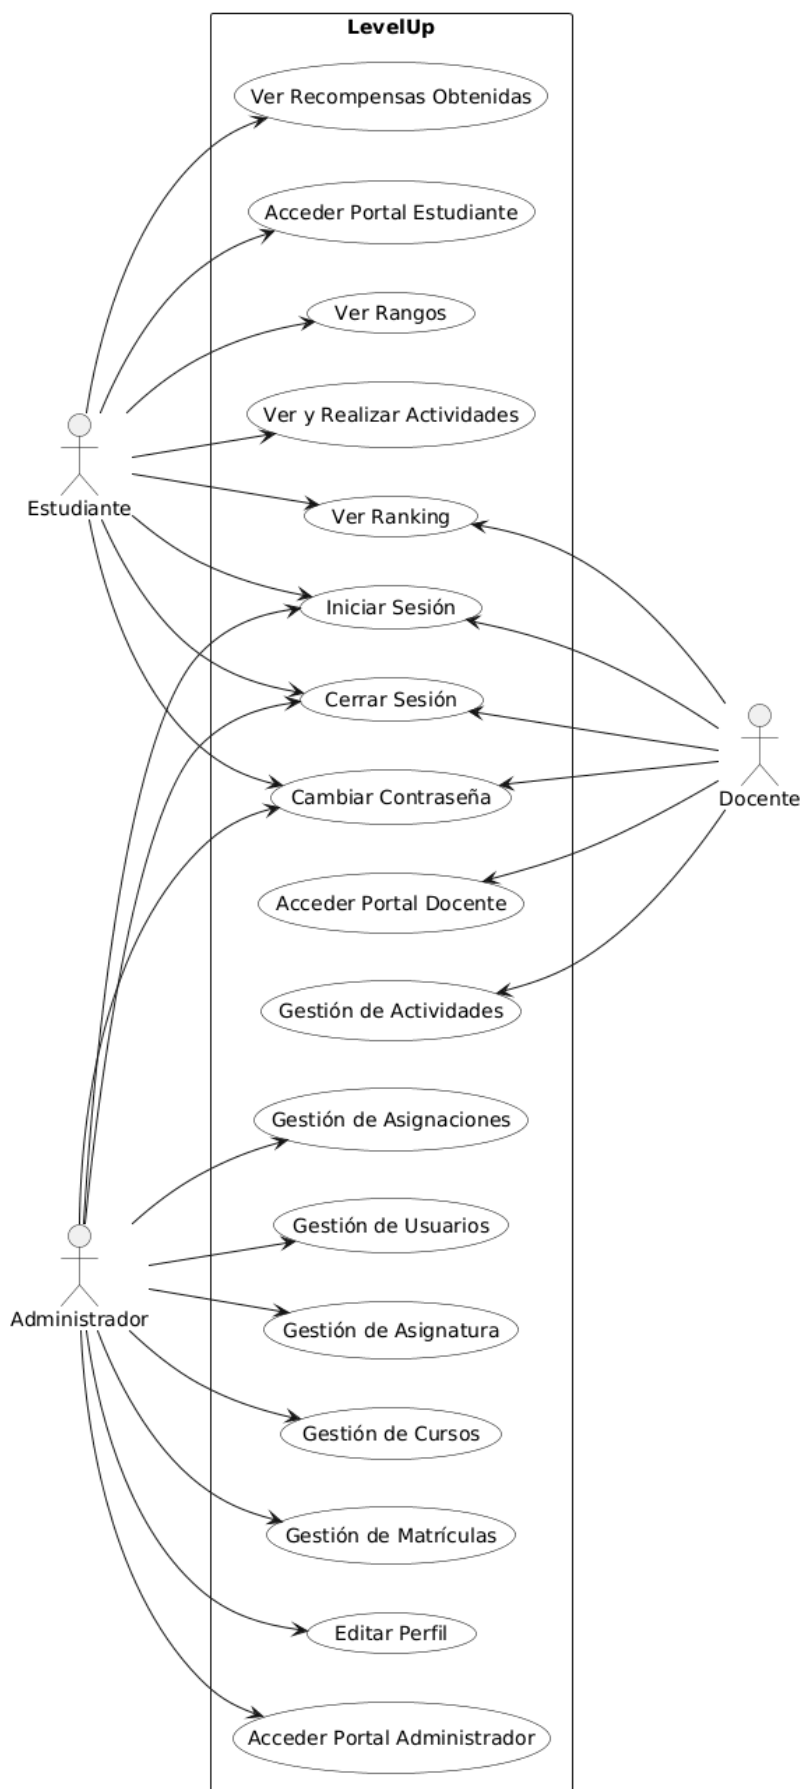 LevelUp
Ver Recompensas Obtenidas
Acceder Portal Estudiante
Ver Rangos
Ver y Realizar Actividades
Estudiante
Ver Ranking
Iniciar Sesión
Cerrar Sesión
Cambiar Contraseña
Docente
Acceder Portal Docente
Gestión de Actividades
Gestión de Asignaciones
Gestión de Usuarios
Administrador
Gestión de Asignatura
Gestión de Cursos
Gestión de Matrículas
Editar Perfil
Acceder Portal Administrador